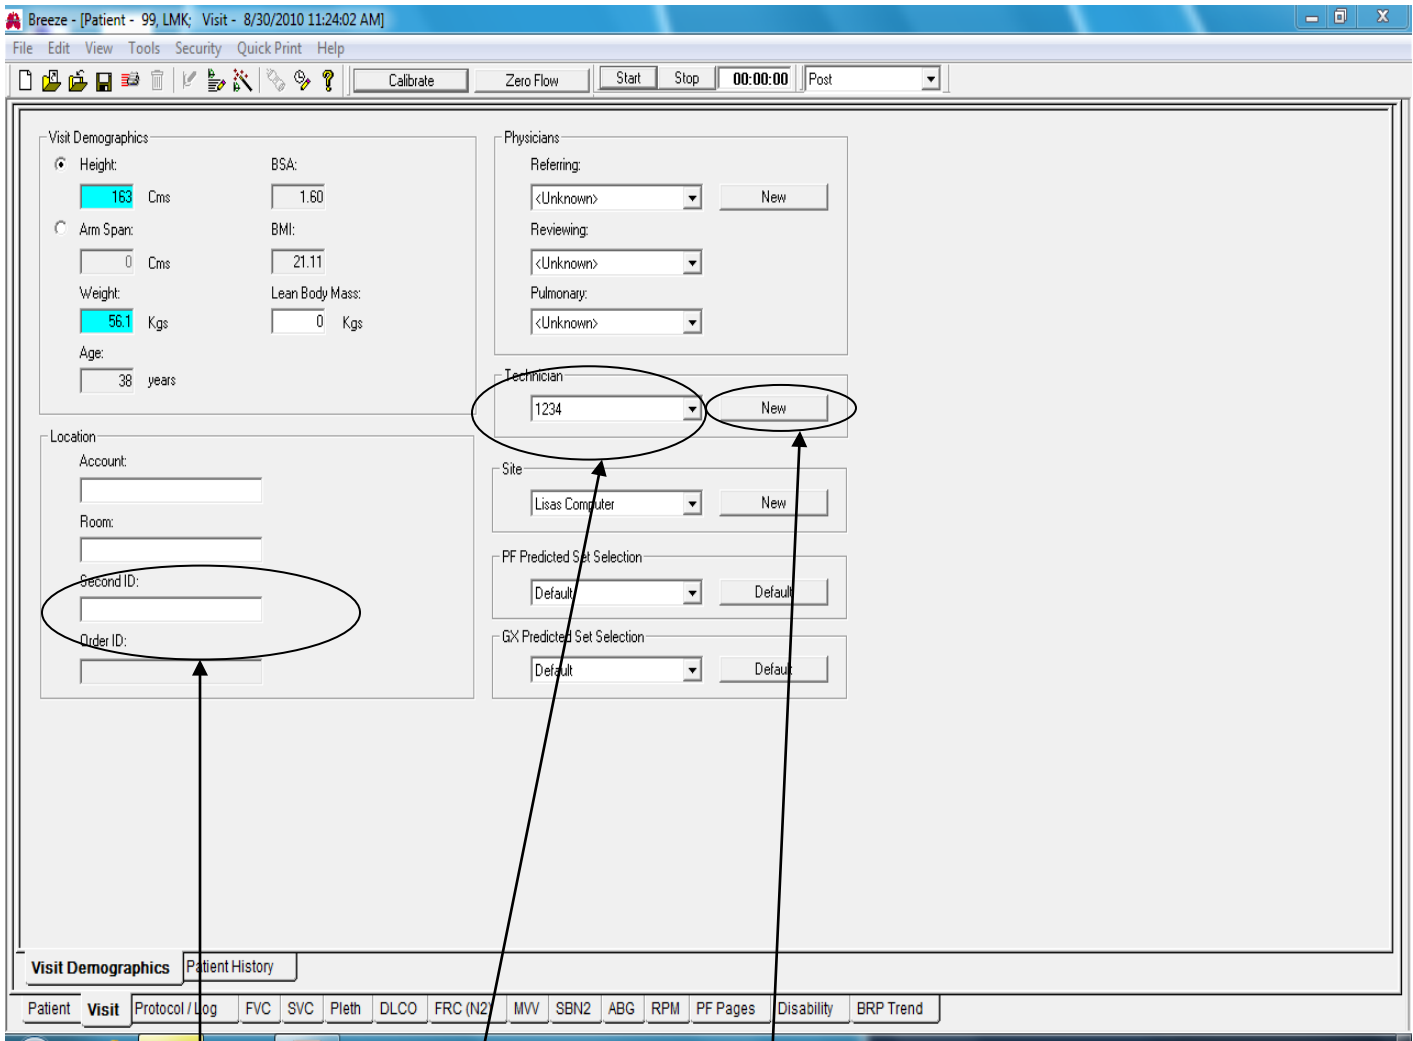 Breeze - [Patient -  99, LMK;  Visit -  8/30/2010 11:24:02 AM]
File Edit View Tools Security Quick Print Help
Calibrate Zero Flow Start Stop 00:00:00 Post
Visit Demographics
Height: BSA:
163 Cms 1.60
Arm Span: BMI:
0 Cms 21.11
Weight: Lean Body Mass:
56.1 Kgs 0 Kgs
Age:
38 years
Location
Account:
Room:
Second ID:
Order ID:
Physicians
Referring:
<Unknown> New
Reviewing:
<Unknown>
Pulmonary:
<Unknown>
Technician
1234 New
Site
Lisas Computer New
PF Predicted Set Selection
Default Default
GX Predicted Set Selection
Default Default
Visit Demographics Patient History
Patient Visit Protocol / Log FVC SVC Pleth DLCO FRC (N2) MVV SBN2 ABG RPM PF Pages Disability BRP Trend